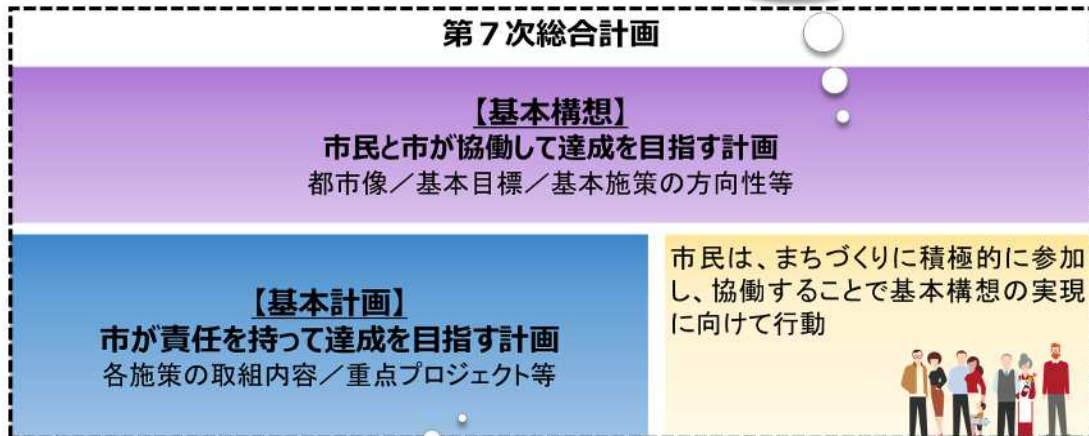 第７次総合計画
【基本構想】
市民と市が協働して達成を目指す計画
都市像／基本目標／基本施策の方向性等
【基本計画】
市が責任を持って達成を目指す計画
各施策の取組内容／重点プロジェクト等
市民は、まちづくりに積極的に参加
し、協働することで基本構想の実現
に向けて行動